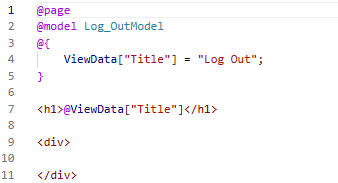 1 @page
2 @model Log_OutModel
3 @{
4     ViewData["Title"] = "Log Out";
5 }
6
7 <h1>@ViewData["Title"]</h1>
8
9 <div>
10
11 </div>